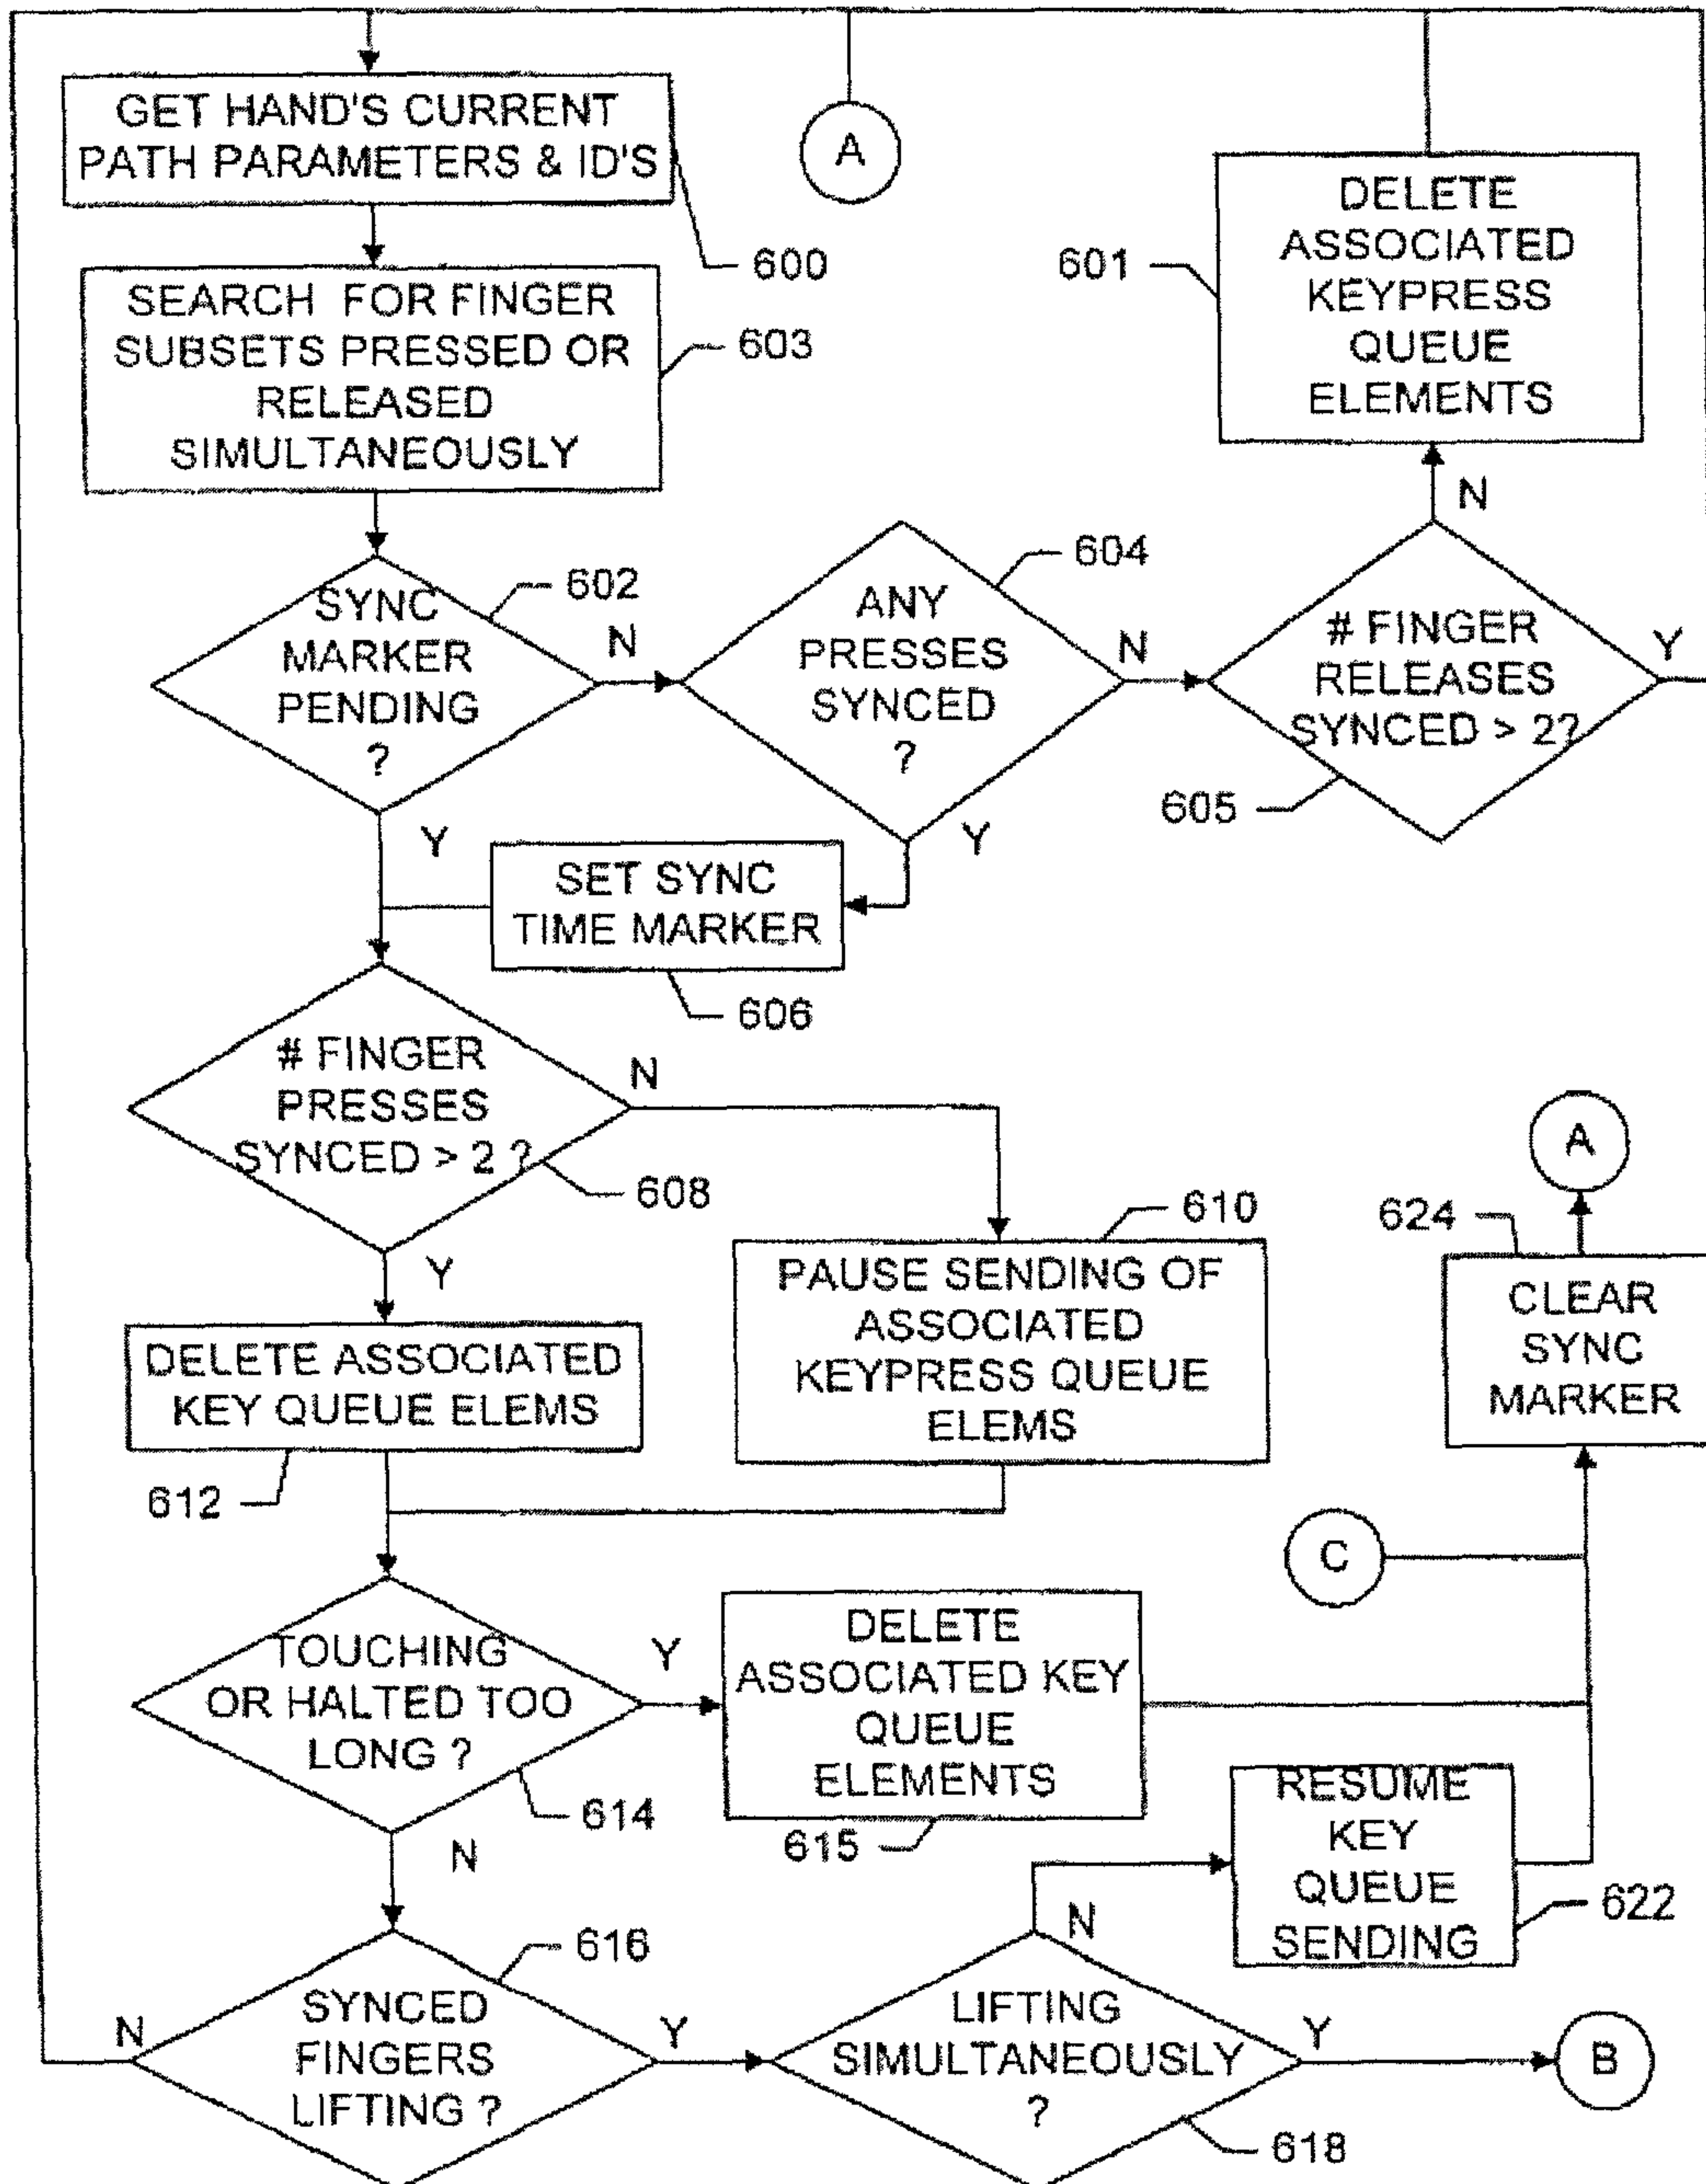 GET HAND'S CURRENT
PATH PARAMETERS & ID'S
600
A
DELETE
ASSOCIATED
KEYPRESS
QUEUE
ELEMENTS
601
SEARCH FOR FINGER
SUBSETS PRESSED OR
RELEASED
SIMULTANEOUSLY
603
N
SYNC
MARKER
PENDING
?
602
N
ANY
PRESSES
SYNCED
?
604
N
# FINGER
RELEASES
SYNCED > 2?
605
Y
Y
SET SYNC
TIME MARKER
606
Y
# FINGER
PRESSES
SYNCED > 2 ?
608
N
A
624
CLEAR
SYNC
MARKER
610
PAUSE SENDING OF
ASSOCIATED
KEYPRESS QUEUE
ELEMS
Y
DELETE ASSOCIATED
KEY QUEUE ELEMS
612
C
TOUCHING
OR HALTED TOO
LONG ?
614
Y
DELETE
ASSOCIATED KEY
QUEUE
ELEMENTS
615
RESUME
KEY
QUEUE
SENDING
622
N
N
SYNCED
FINGERS
LIFTING ?
616
Y
LIFTING
SIMULTANEOUSLY
?
618
N
Y
B